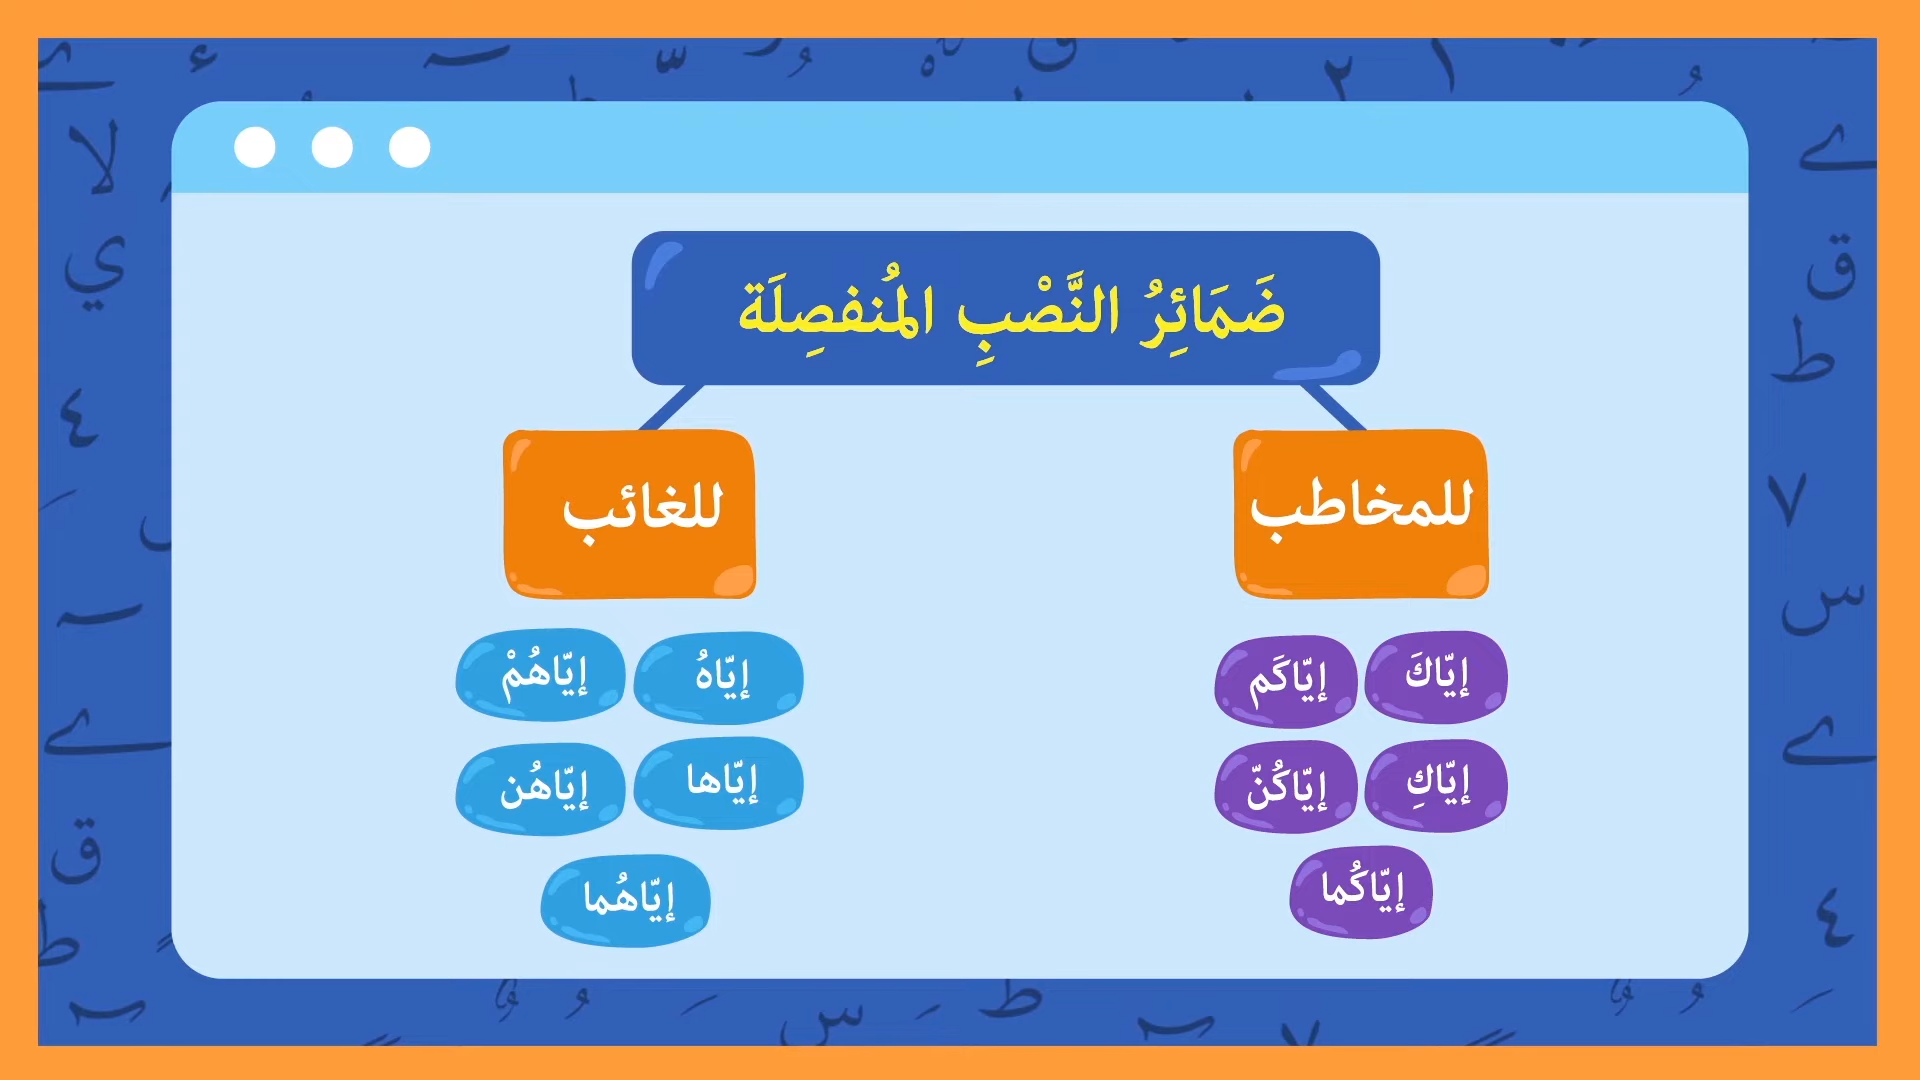 ضَمَائِرُ النَّصْبِ المُنفصِلَة
للمخاطب
للغائب
إيّاكَ
إيّاكَم
إيّاكِ
إيّاكُنّ
إيّاكُما
إيّاهُ
إيّاهُمْ
إيّاها
إيّاهُن
إيّاهُما